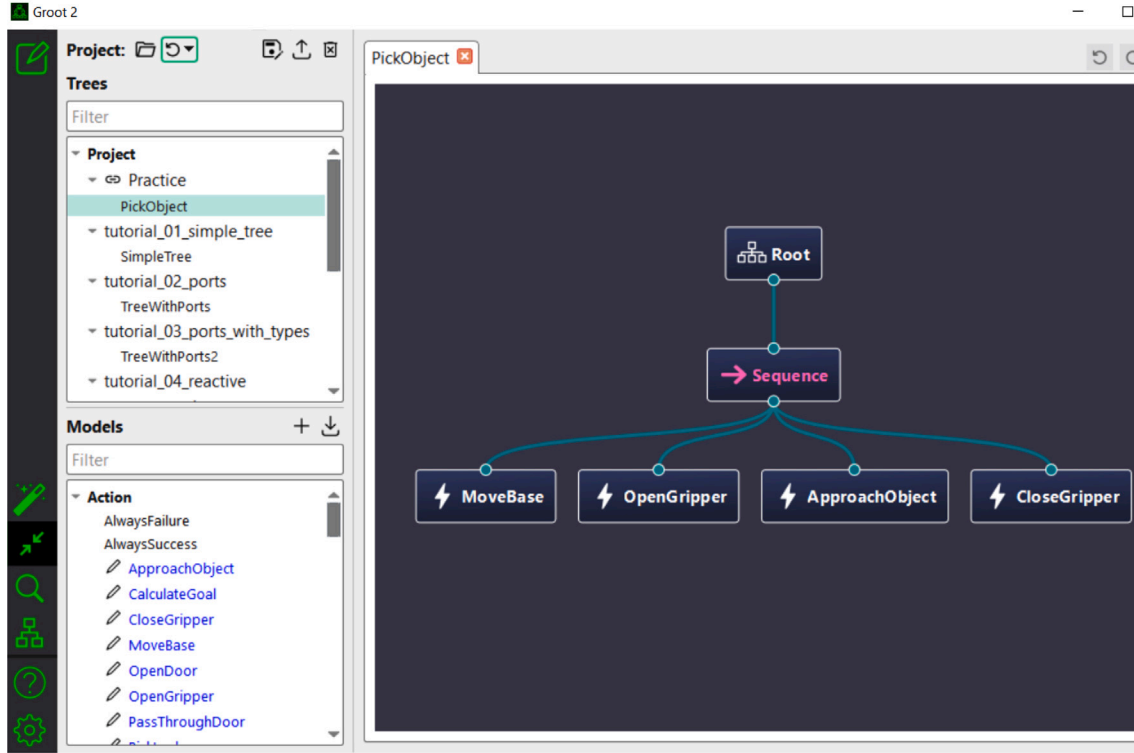 Groot 2
Project:
Trees
Filter
Project
Practice
PickObject
tutorial_01_simple_tree
SimpleTree
tutorial_02_ports
TreeWithPorts
tutorial_03_ports_with_types
TreeWithPorts2
tutorial_04_reactive
Models
Filter
Action
AlwaysFailure
AlwaysSuccess
ApproachObject
CalculateGoal
CloseGripper
MoveBase
OpenDoor
OpenGripper
PassThroughDoor
PickObject
Root
Sequence
MoveBase
OpenGripper
ApproachObject
CloseGripper